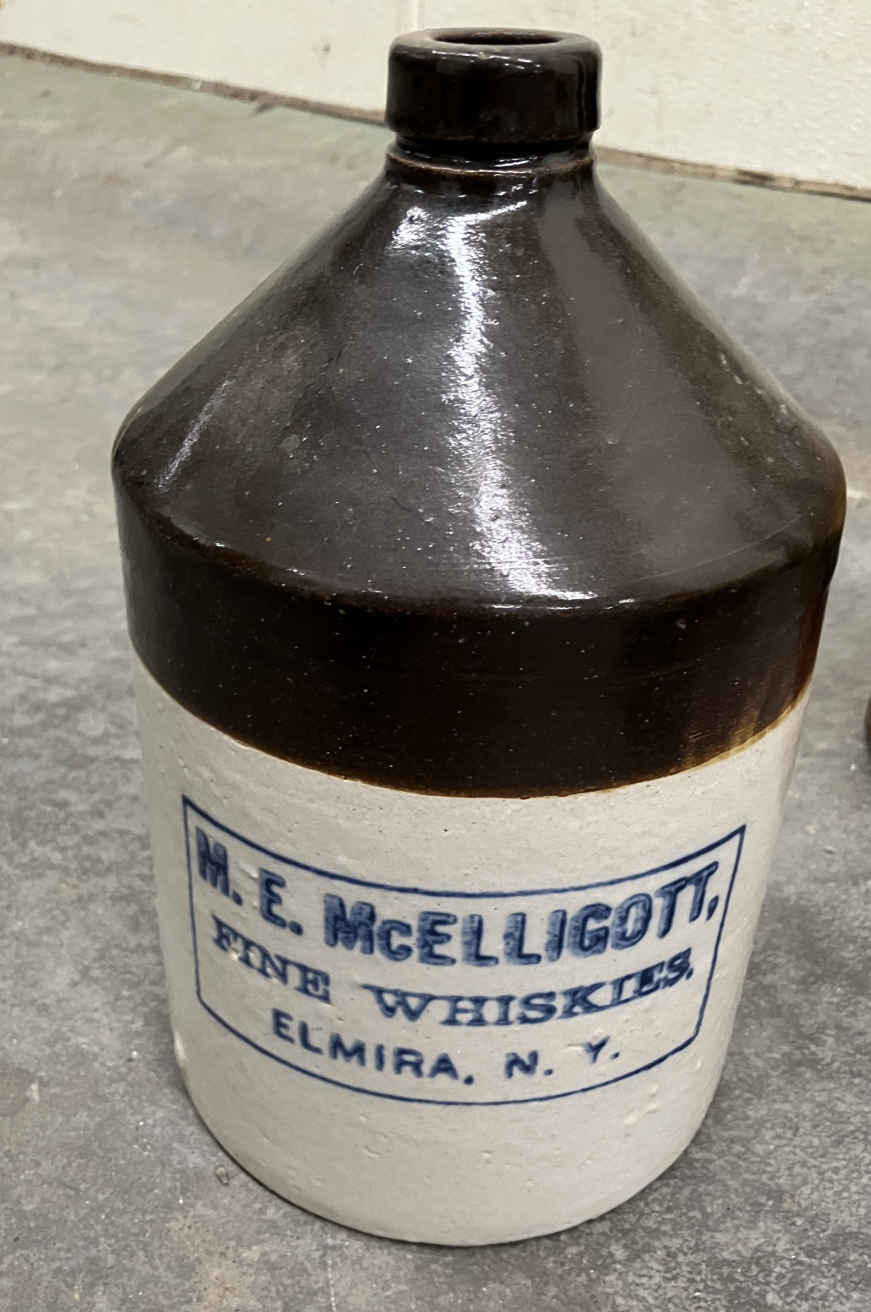 M. E. McELLIGOTT,
FINE WHISKIES.
ELMIRA. N. Y.